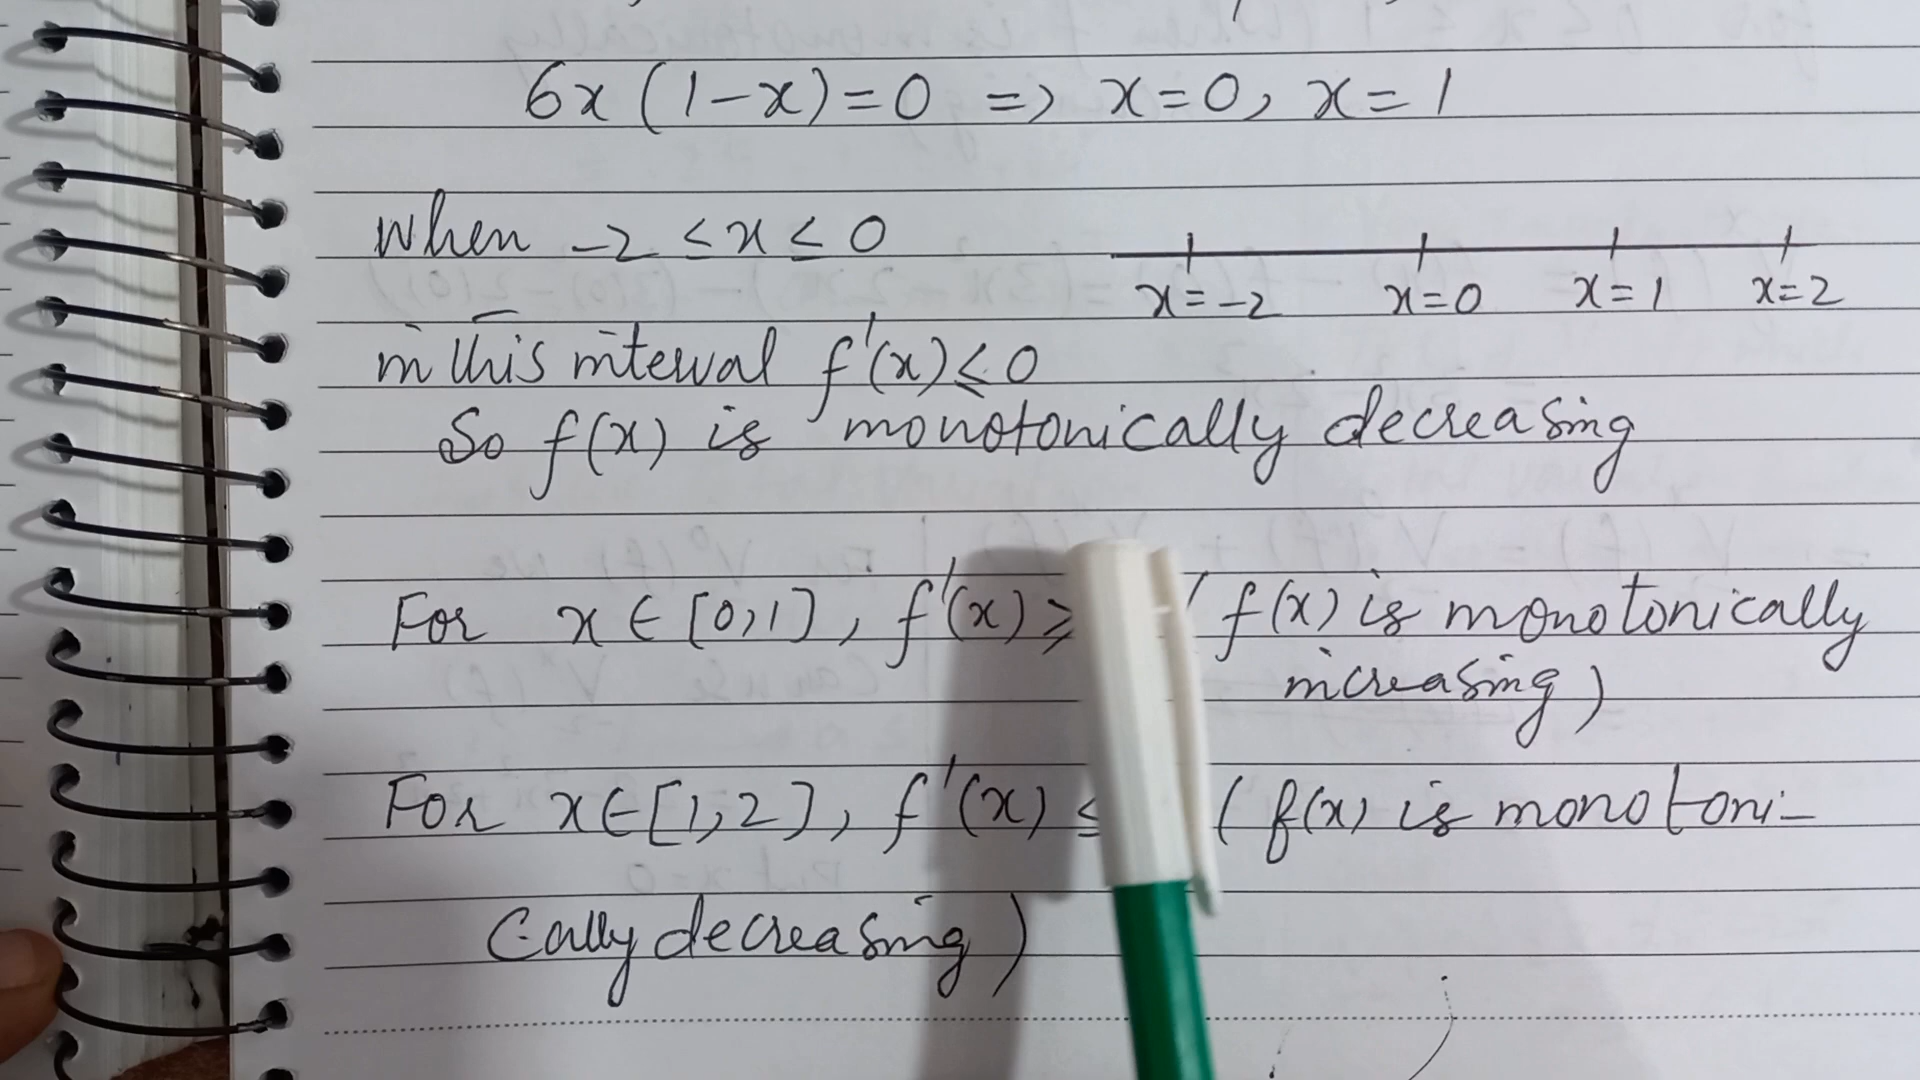 6x(1-x)=0 => x=0, x=1
when -2 ≤ x ≤ 0
x=-2 x=0 x=1 x=2
in this interval f'(x) ≤ 0
So f(x) is monotonically decreasing
For x ∈ [0,1], f'(x) ≥ ( f(x) is monotonically
increasing)
For x ∈ [1,2], f'(x) ≤ ( f(x) is monotoni-
cally decreasing)